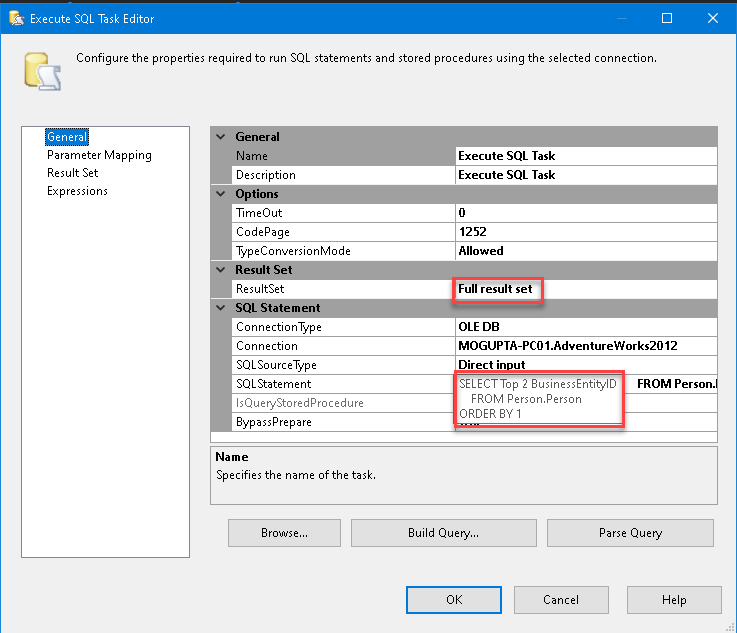 Execute SQL Task Editor
Configure the properties required to run SQL statements and stored procedures using the selected connection.
General
Parameter Mapping
Result Set
Expressions
General
Name Execute SQL Task
Description Execute SQL Task
Options
TimeOut 0
CodePage 1252
TypeConversionMode Allowed
Result Set
ResultSet Full result set
SQL Statement
ConnectionType OLE DB
Connection MOGUPTA-PC01.AdventureWorks2012
SQLSourceType Direct input
SQLStatement SELECT Top 2 BusinessEntityID FROM Person.
IsQueryStoredProcedure FROM Person.Person
ORDER BY 1
BypassPrepare
Name
Specifies the name of the task.
Browse... Build Query... Parse Query
OK Cancel Help